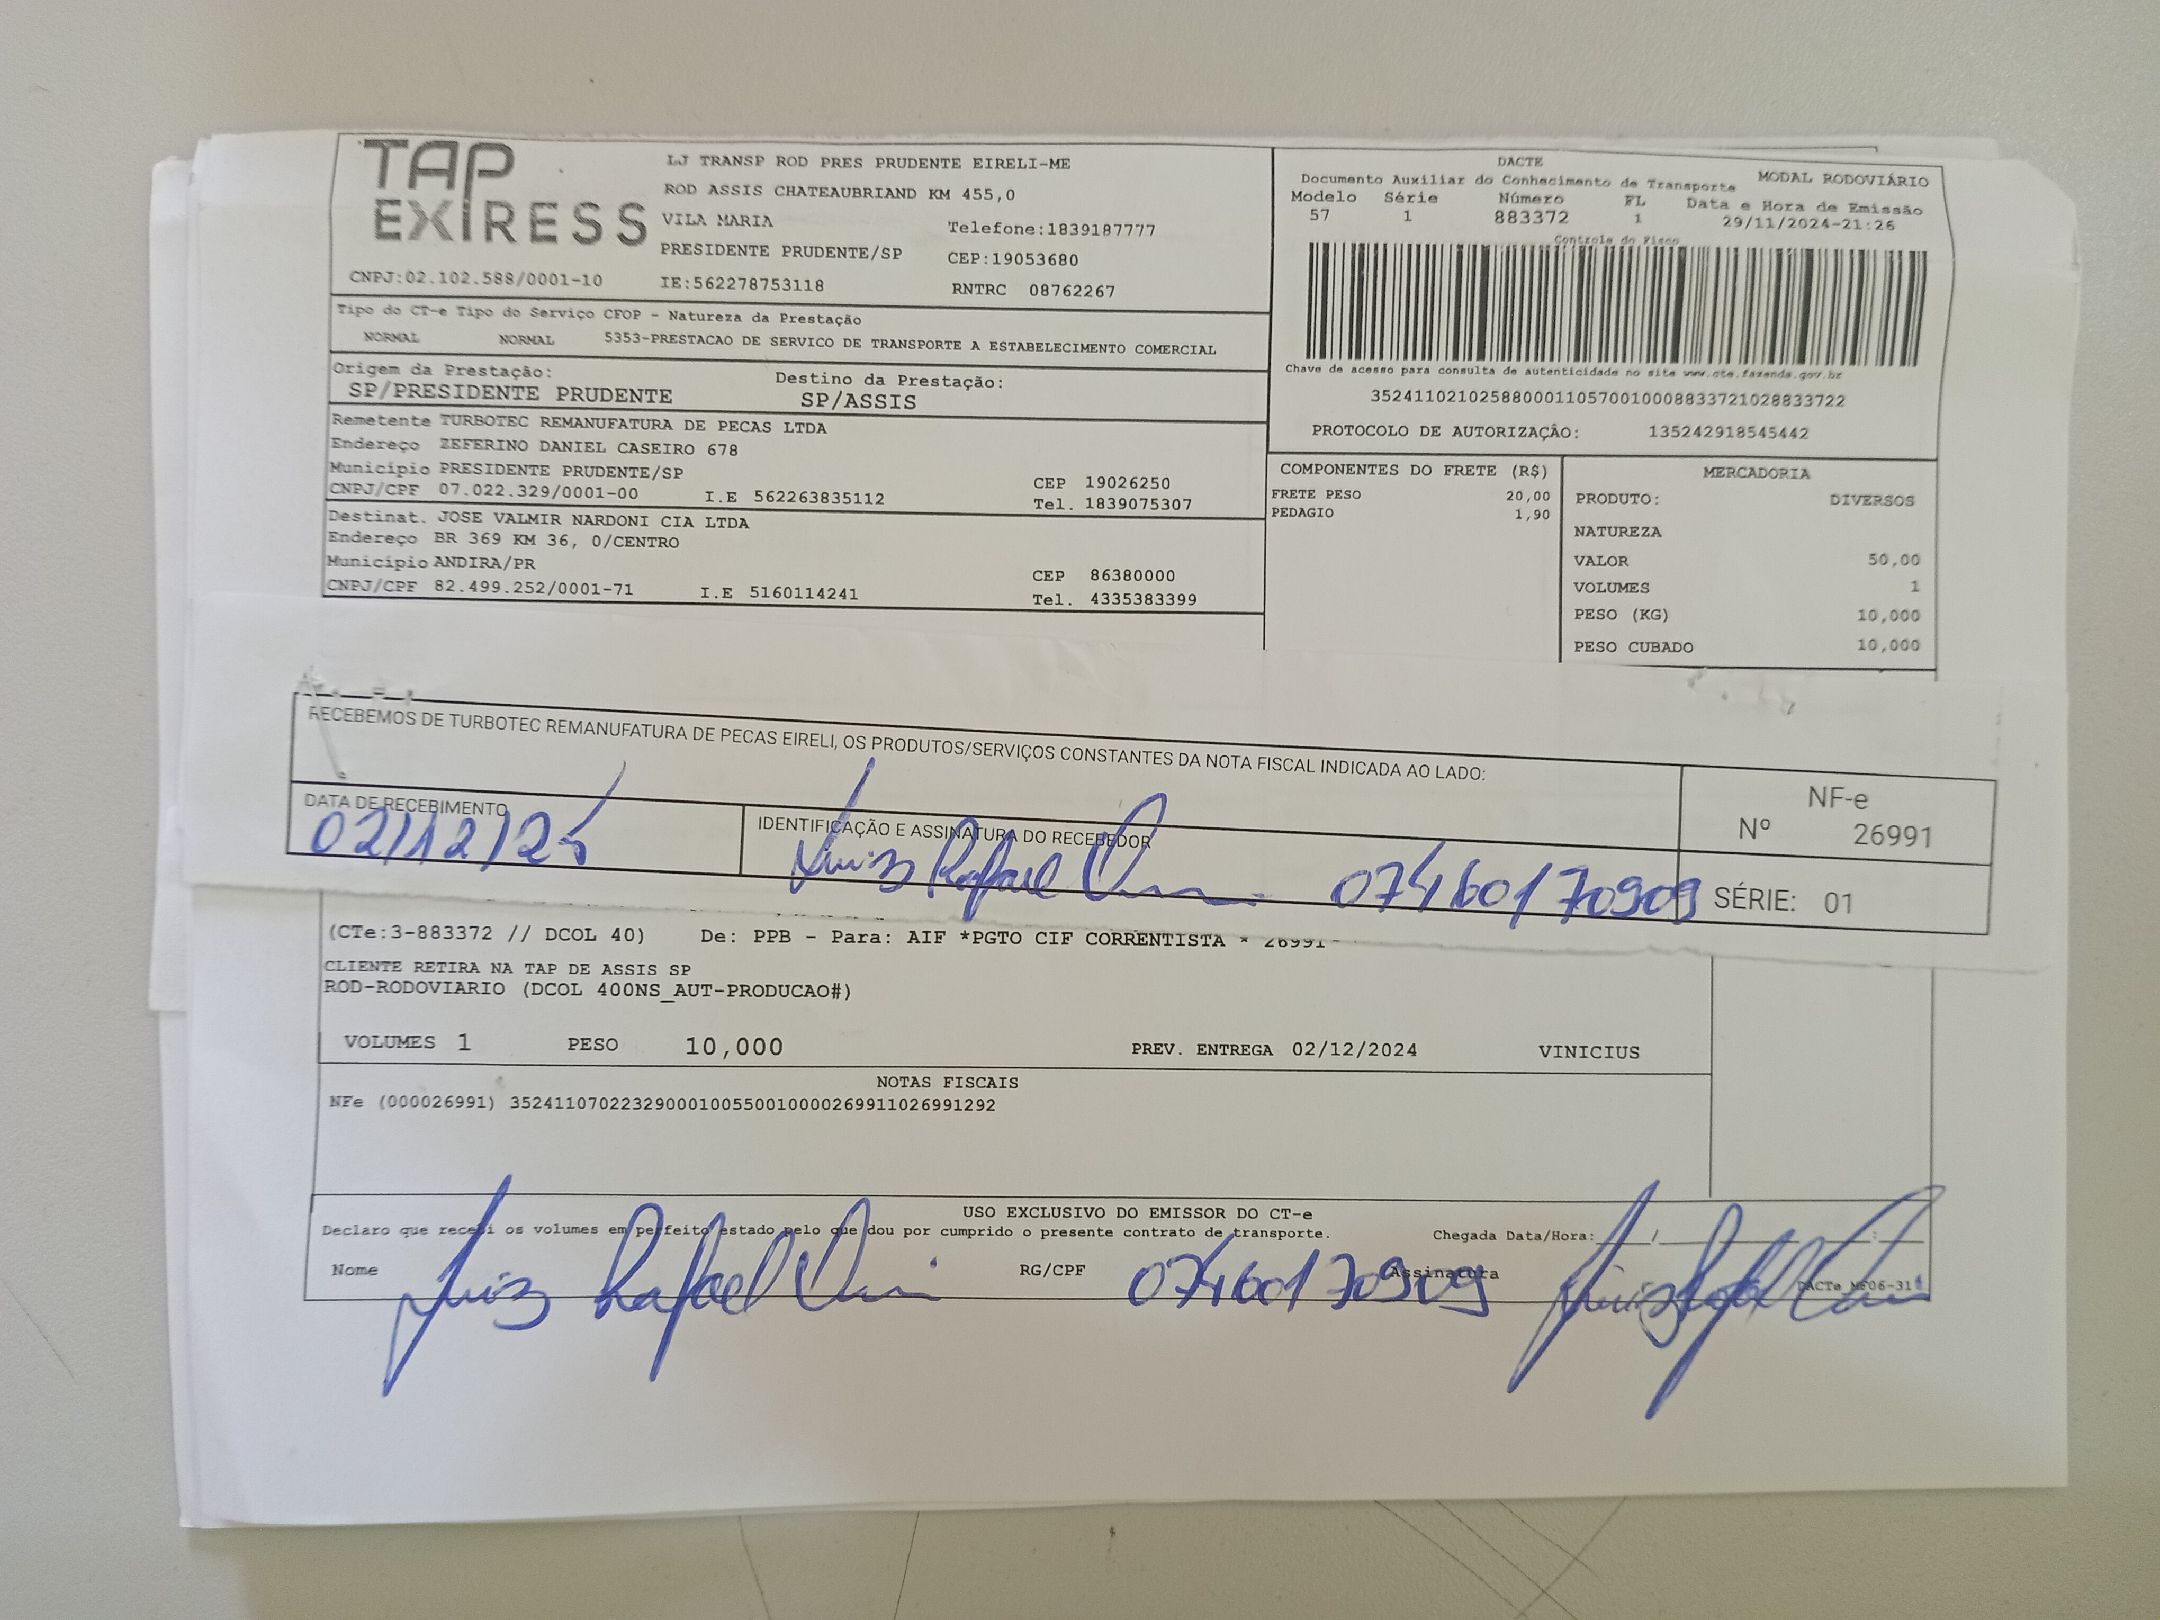 TAP
EXPRESS
LJ TRANSP ROD PRES PRUDENTE EIRELI-ME
ROD ASSIS CHATEAUBRIAND KM 455,0
VILA MARIA
Telefone:1839187777
PRESIDENTE PRUDENTE/SP
CEP:19053680
CNPJ:02.102.588/0001-10
IE:562278753118
RNTRC 08762267
DACTE
Documento Auxiliar do Conhecimento de Transporte
MODAL RODOVIÁRIO
Modelo Série Número FL Data e Hora de Emissão
57 1 883372 1 29/11/2024-21:26
Controle do Fisco
Chave de acesso para consulta de autenticidade no site www.cte.fazenda.gov.br
35241102102588000110570010008833721028833722
PROTOCOLO DE AUTORIZAÇÃO: 135242918545442
Tipo do CT-e Tipo do Serviço CFOP - Natureza da Prestação
NORMAL NORMAL 5353-PRESTACAO DE SERVICO DE TRANSPORTE A ESTABELECIMENTO COMERCIAL
Origem da Prestação: Destino da Prestação:
SP/PRESIDENTE PRUDENTE SP/ASSIS
Remetente TURBOTEC REMANUFATURA DE PECAS LTDA
Endereço ZEFERINO DANIEL CASEIRO 678
Município PRESIDENTE PRUDENTE/SP CEP 19026250
CNPJ/CPF 07.022.329/0001-00 I.E 562263835112 Tel. 1839075307
Destinat. JOSE VALMIR NARDONI CIA LTDA
Endereço BR 369 KM 36, 0/CENTRO
Município ANDIRA/PR CEP 86380000
CNPJ/CPF 82.499.252/0001-71 I.E 5160114241 Tel. 4335383399
COMPONENTES DO FRETE (R$)
FRETE PESO 20,00
PEDAGIO 1,90
MERCADORIA
PRODUTO: DIVERSOS
NATUREZA
VALOR 50,00
VOLUMES 1
PESO (KG) 10,000
PESO CUBADO 10,000
RECEBEMOS DE TURBOTEC REMANUFATURA DE PECAS EIRELI, OS PRODUTOS/SERVIÇOS CONSTANTES DA NOTA FISCAL INDICADA AO LADO:
DATA DE RECEBIMENTO
02/12/25
IDENTIFICAÇÃO E ASSINATURA DO RECEBEDOR
Luiz Rafael 07460170909
NF-e
Nº 26991
SÉRIE: 01
(CTe:3-883372 // DCOL 40) De: PPB - Para: AIF *PGTO CIF CORRENTISTA * 26991
CLIENTE RETIRA NA TAP DE ASSIS SP
ROD-RODOVIARIO (DCOL 400NS_AUT-PRODUCAO#)
VOLUMES 1 PESO 10,000 PREV. ENTREGA 02/12/2024 VINICIUS
NOTAS FISCAIS
NFe (000026991) 35241107022329000100550010000269911026991292
USO EXCLUSIVO DO EMISSOR DO CT-e
Declaro que recebi os volumes em perfeito estado pelo que dou por cumprido o presente contrato de transporte.
Chegada Data/Hora: / :
Nome Luiz Rafael RG/CPF 07460170909 Assinatura Luiz Rafael
DACTe M606-31